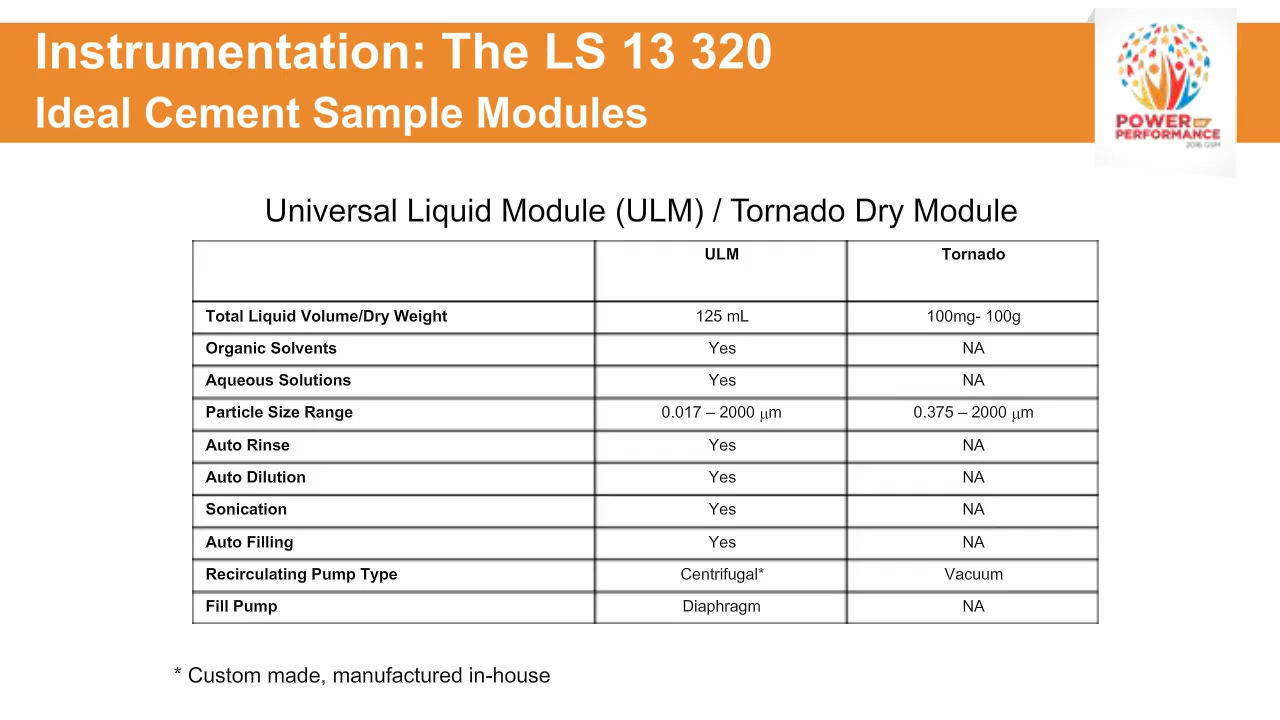 Instrumentation: The LS 13 320
Ideal Cement Sample Modules
POWER OF
PERFORMANCE
2016 GSM
Universal Liquid Module (ULM) / Tornado Dry Module
ULM Tornado
Total Liquid Volume/Dry Weight 125 mL 100mg- 100g
Organic Solvents Yes NA
Aqueous Solutions Yes NA
Particle Size Range 0.017 – 2000 μm 0.375 – 2000 μm
Auto Rinse Yes NA
Auto Dilution Yes NA
Sonication Yes NA
Auto Filling Yes NA
Recirculating Pump Type Centrifugal* Vacuum
Fill Pump Diaphragm NA
* Custom made, manufactured in-house